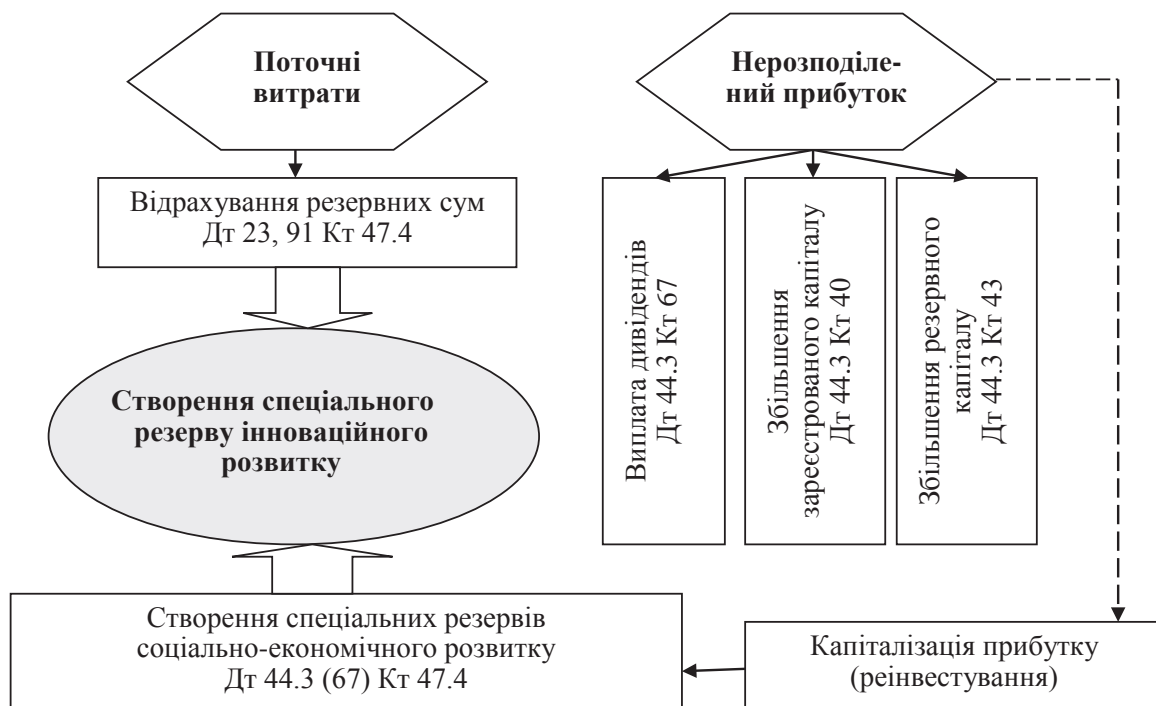 Поточні
витрати
Нерозподіле-
ний прибуток
Відрахування резервних сум
Дт 23, 91 Кт 47.4
Виплата дивидендів
Дт 44.3 Кт 67
Збільшення
зареєстрованого капіталу
Дт 44.3 Кт 40
Збільшення резервного
капіталу
Дт 44.3 Кт 43
Створення спеціального
резерву інноваційного
розвитку
Створення спеціальних резервів
соціально-економічного розвитку
Дт 44.3 (67) Кт 47.4
Капіталізація прибутку
(реінвестування)